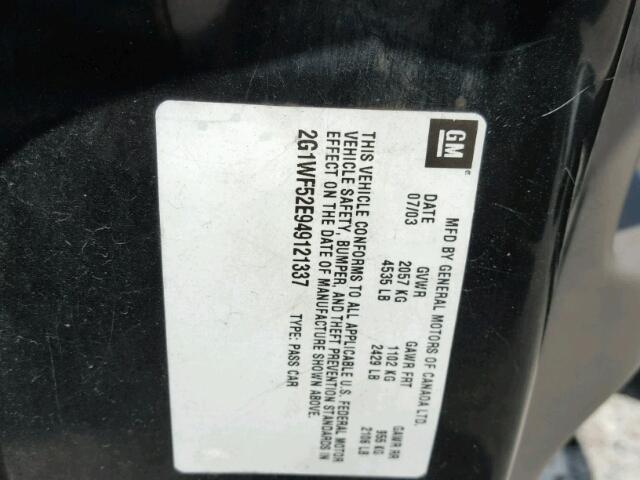 GM
MFD BY GENERAL MOTORS OF CANADA LTD.
DATE GVWR GAWR FRT GAWR RR
07/03 2057 KG 1102 KG 955 KG
4535 LB 2429 LB 2106 LB
THIS VEHICLE CONFORMS TO ALL APPLICABLE U.S. FEDERAL MOTOR
VEHICLE SAFETY, BUMPER, AND THEFT PREVENTION STANDARDS IN
EFFECT ON THE DATE OF MANUFACTURE SHOWN ABOVE.
2G1WF52E949121337 TYPE: PASS CAR